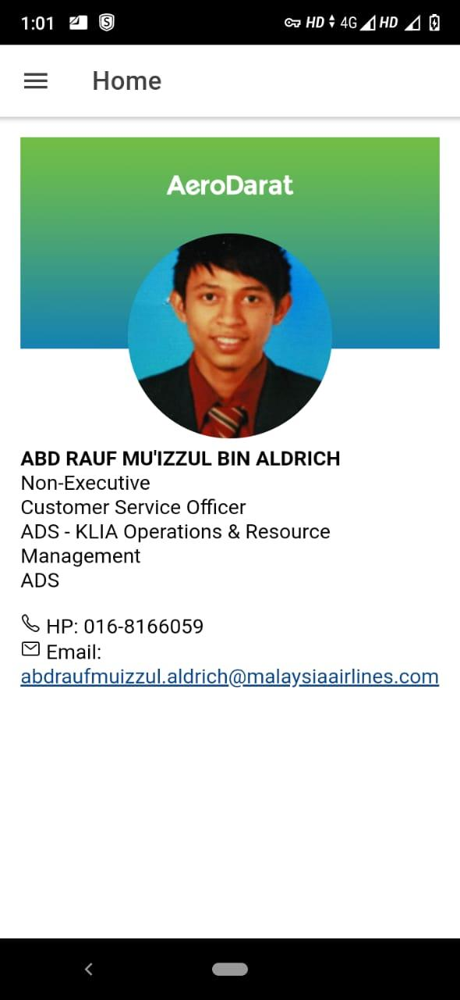 1:01 HD 4G HD
Home
AeroDarat
ABD RAUF MU'IZZUL BIN ALDRICH
Non-Executive
Customer Service Officer
ADS - KLIA Operations & Resource
Management
ADS
HP: 016-8166059
Email:
abdraufmuizzul.aldrich@malaysiaairlines.com